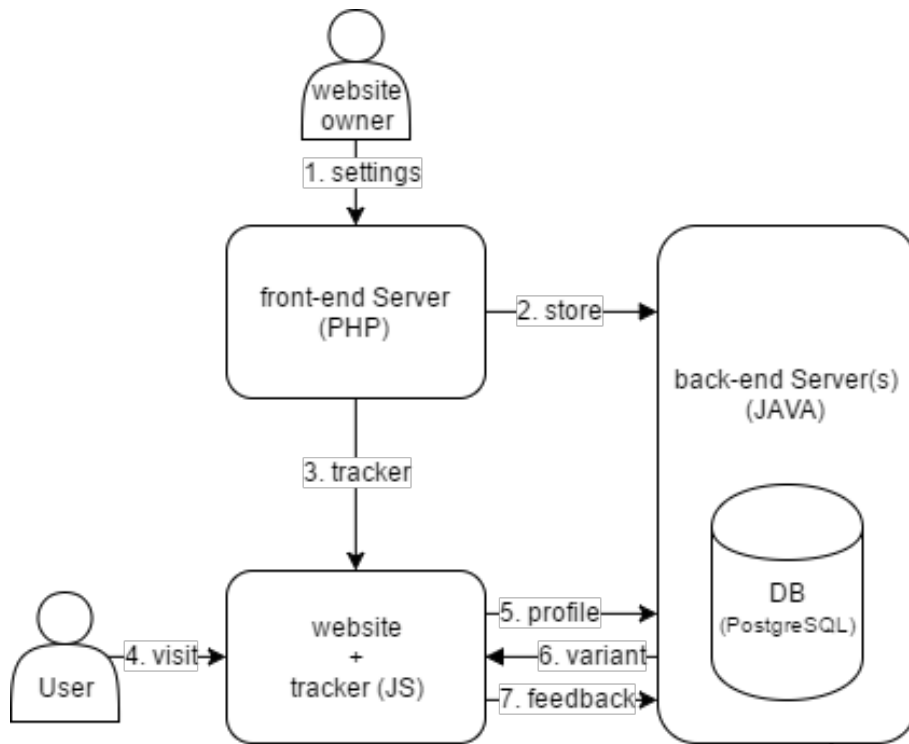 website
owner
1. settings
front-end Server
(PHP)
2. store
back-end Server(s)
(JAVA)
3. tracker
DB
(PostgreSQL)
User
4. visit
website
+
tracker (JS)
5. profile
6. variant
7. feedback